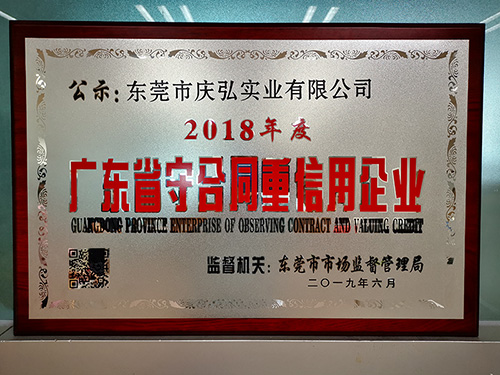 公示：东莞市庆弘实业有限公司
2018年度
广东省守合同重信用企业
GUANGDONG PROVINCE ENTERPRISE OF OBSERVING CONTRACT AND VALUING CREDIT
监督机关：东莞市市场监督管理局
二〇一九年六月